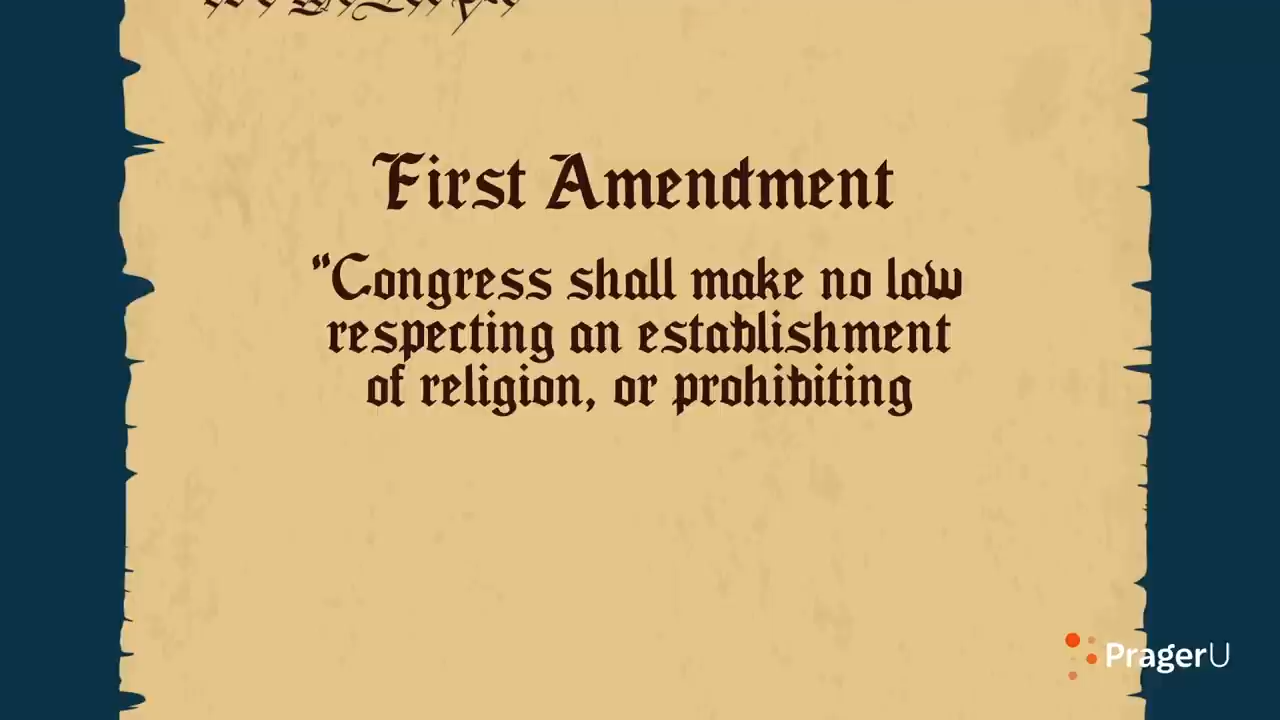 First Amendment
“Congress shall make no law
respecting an establishment
of religion, or prohibiting
PragerU